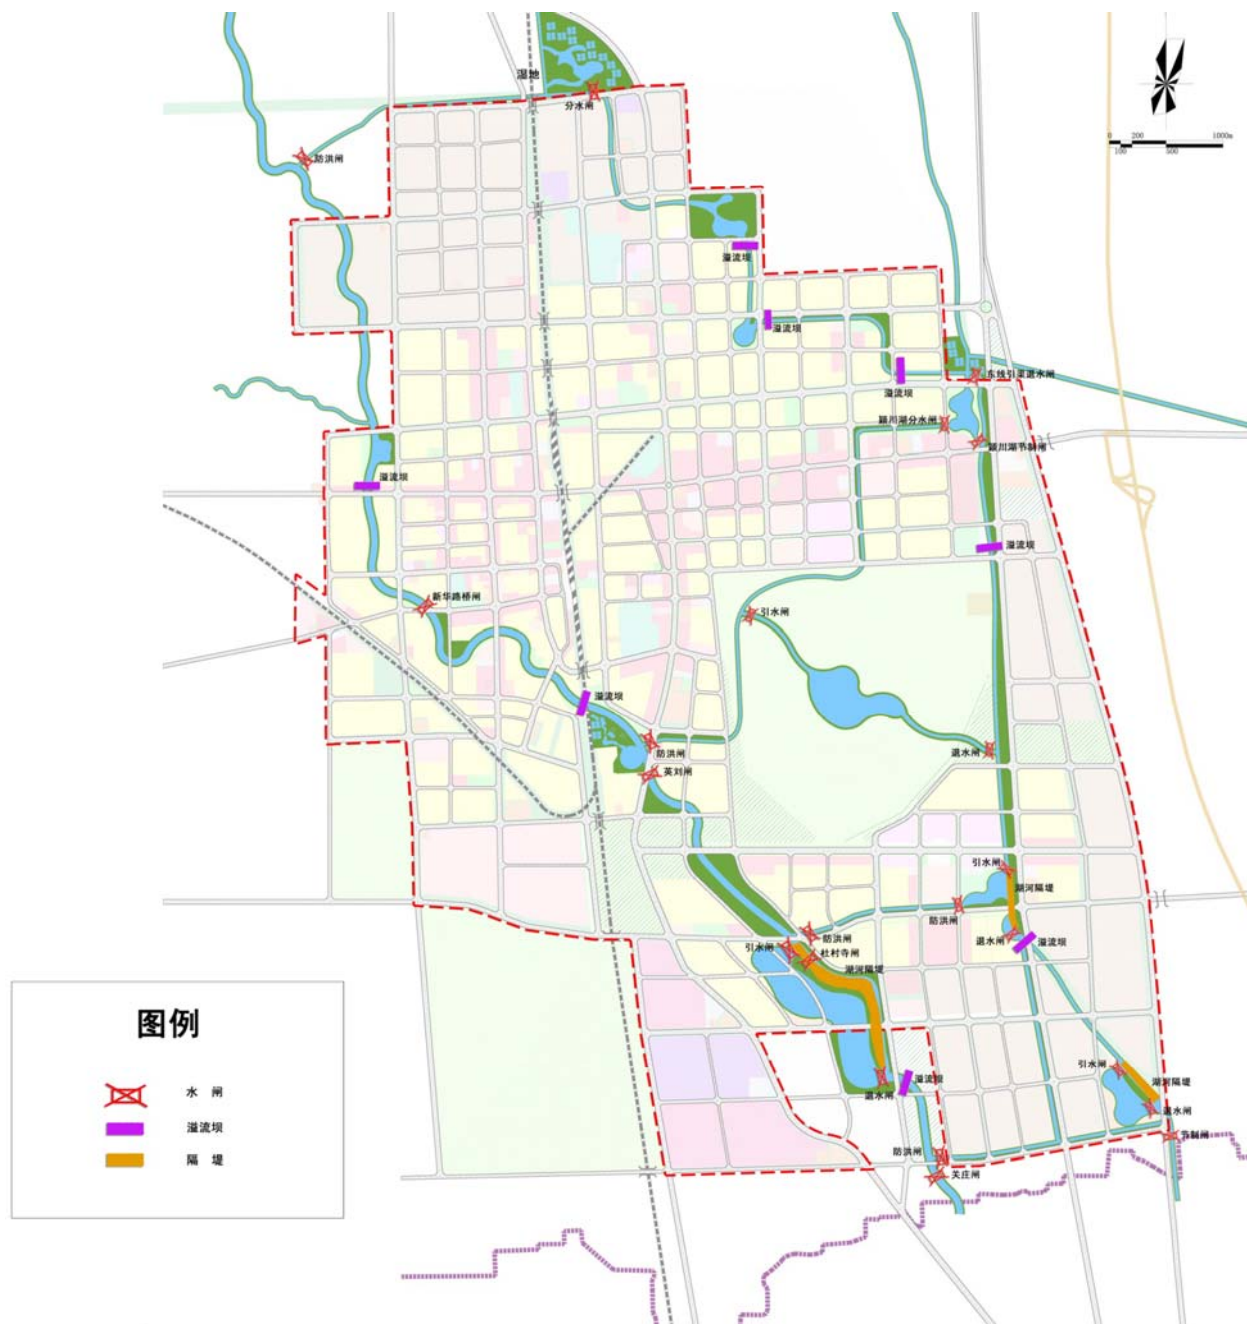 湿地
分水闸
0 200 1000m
100 500
防洪闸
溢流坝
溢流坝
溢流坝
东线引渠退水闸
颍川湖分水闸
颍川湖节制闸
溢流坝
溢流坝
新华路桥闸
引水闸
溢流坝
防洪闸
退水闸
英刘闸
引水闸
湖河隔堤
防洪闸
退水闸
溢流坝
防洪闸
引水闸
杜村寺闸
湖河隔堤
图例
水 闸
溢流坝
隔 堤
引水闸
湖河隔堤
溢流坝
退水闸
退水闸
节制闸
防洪闸
关庄闸